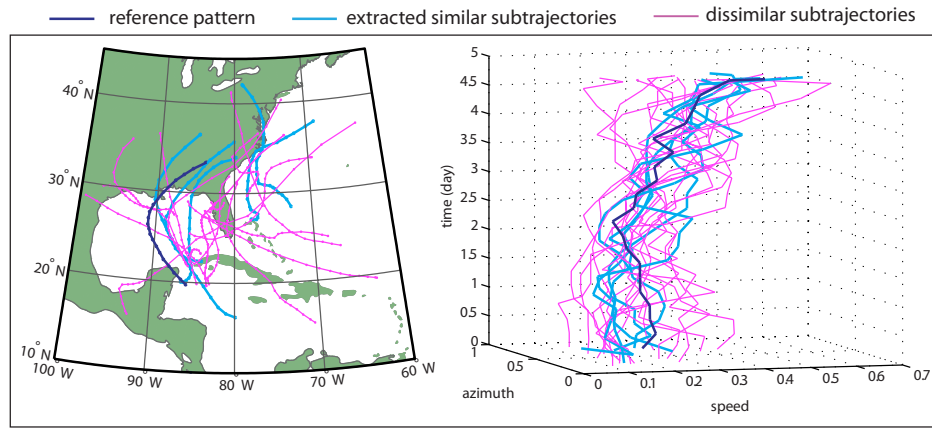 reference pattern extracted similar subtrajectories dissimilar subtrajectories
40°N
30°N
20°N
10°N
100°W 90°W 80°W 70°W 60°W
5
4.5
4
3.5
3
2.5
2
1.5
1
0.5
0
time (day)
1 0.5 0
azimuth
0 0.1 0.2 0.3 0.4 0.5 0.6 0.7
speed